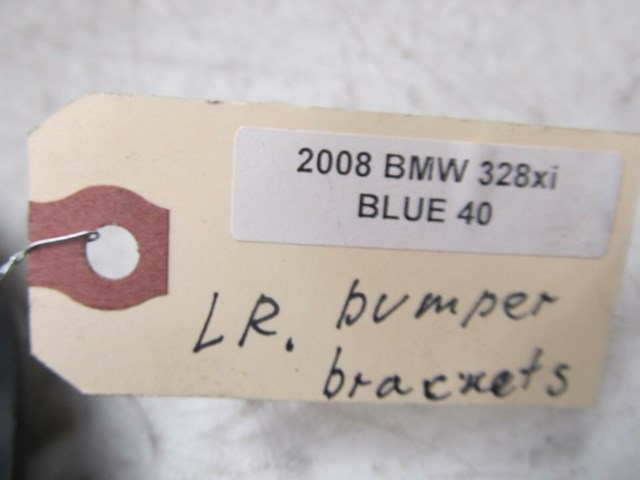 2008 BMW 328xi
BLUE 40
LR. bumper
brackets